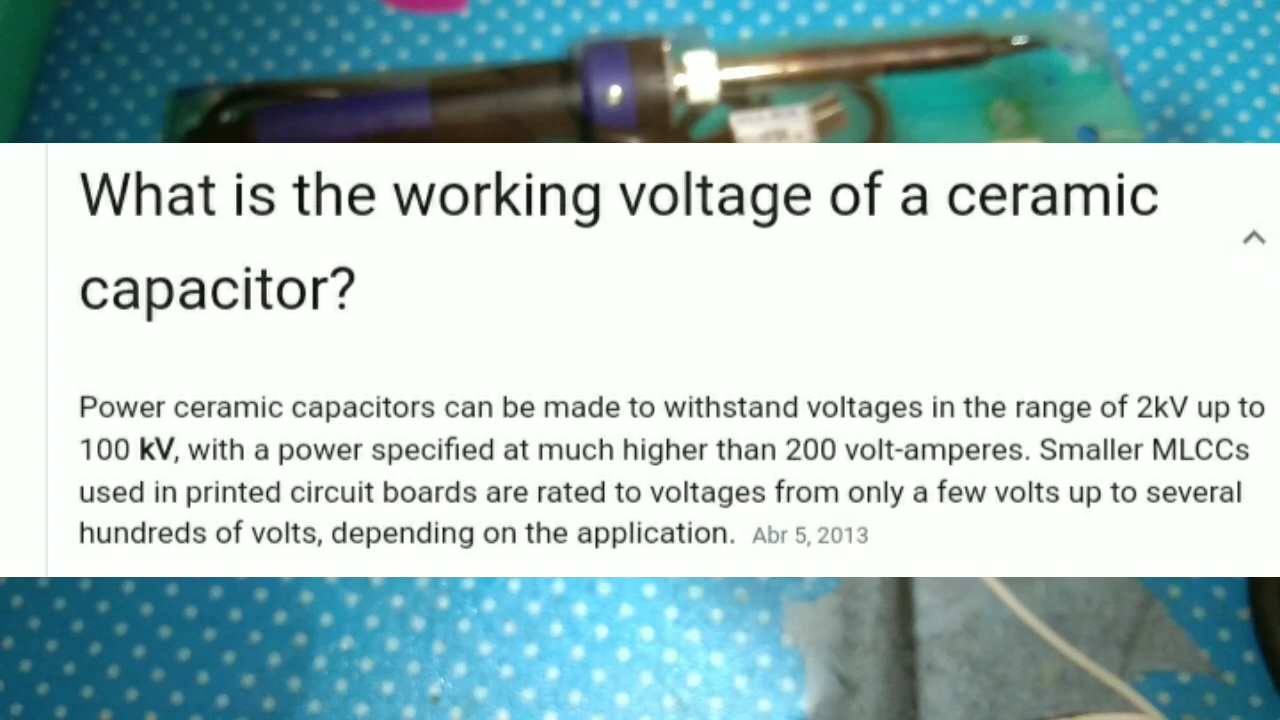 What is the working voltage of a ceramic
capacitor?
Power ceramic capacitors can be made to withstand voltages in the range of 2kV up to
100 kV, with a power specified at much higher than 200 volt-amperes. Smaller MLCCs
used in printed circuit boards are rated to voltages from only a few volts up to several
hundreds of volts, depending on the application. Abr 5, 2013